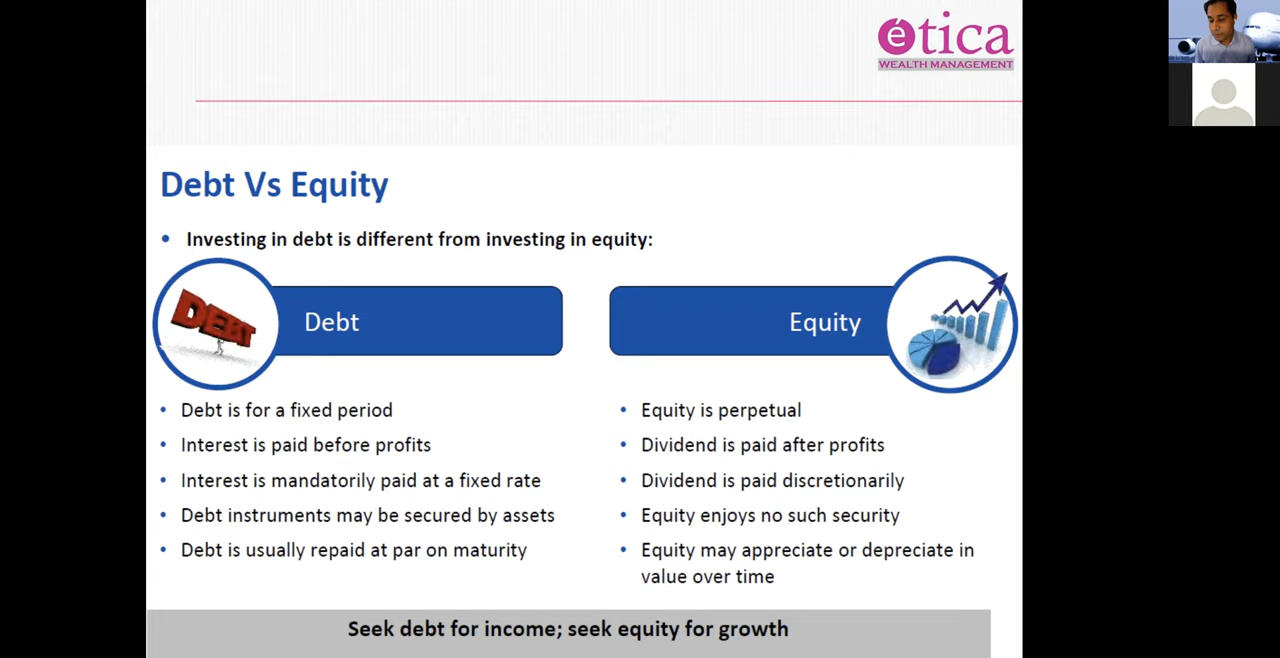 ética
WEALTH MANAGEMENT
Debt Vs Equity
• Investing in debt is different from investing in equity:
DEBT
Debt
Equity
• Debt is for a fixed period
• Interest is paid before profits
• Interest is mandatorily paid at a fixed rate
• Debt instruments may be secured by assets
• Debt is usually repaid at par on maturity
• Equity is perpetual
• Dividend is paid after profits
• Dividend is paid discretionarily
• Equity enjoys no such security
• Equity may appreciate or depreciate in
value over time
Seek debt for income; seek equity for growth